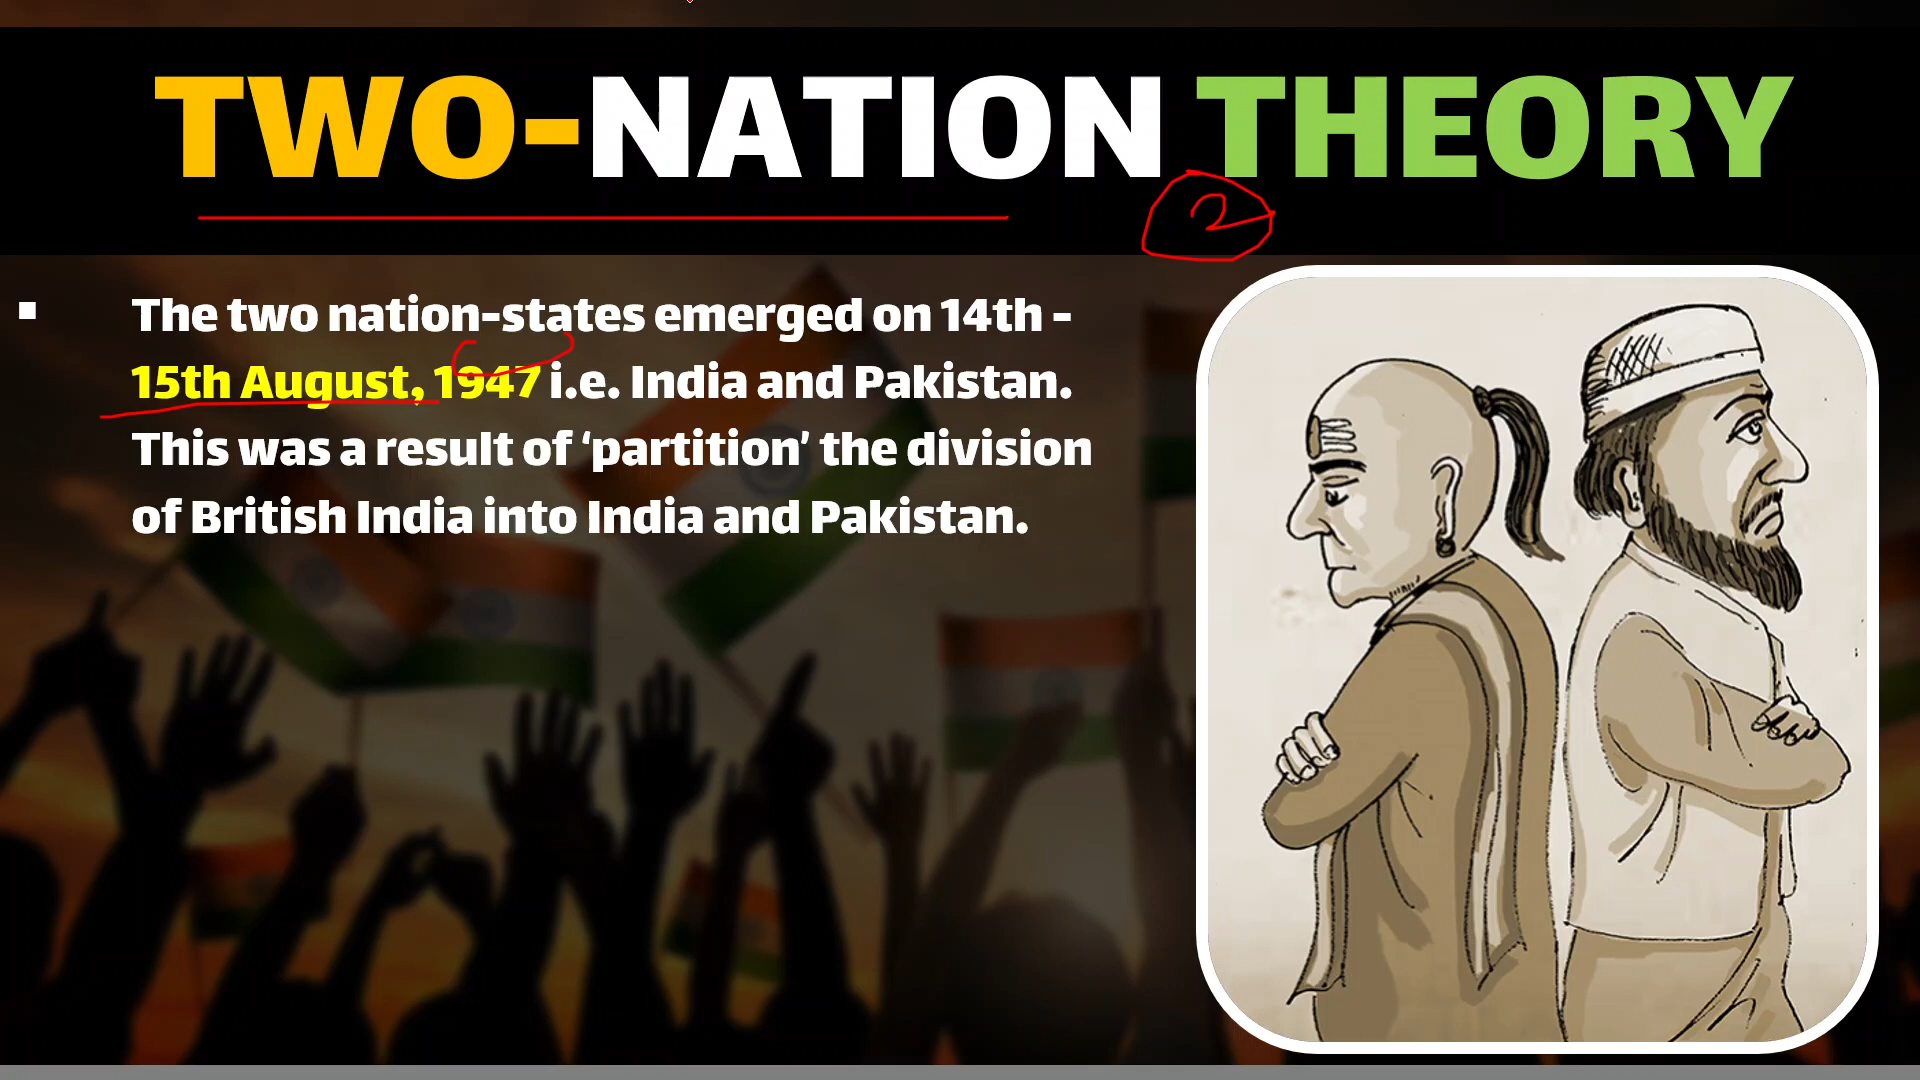 TWO-NATION THEORY
2
▪ The two nation-states emerged on 14th -
15th August, 1947 i.e. India and Pakistan.
This was a result of ‘partition’ the division
of British India into India and Pakistan.